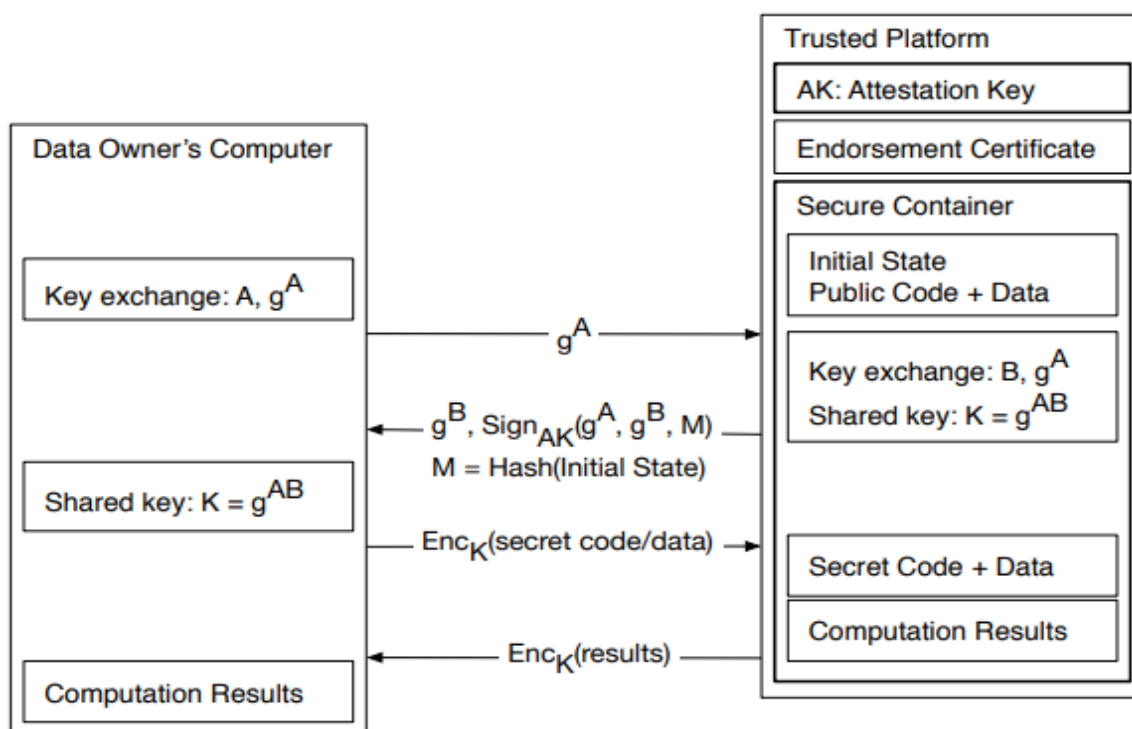 Trusted Platform
AK: Attestation Key
Data Owner's Computer
Endorsement Certificate
Secure Container
Initial State
Public Code + Data
Key exchange: A, g^A
g^A
Key exchange: B, g^A
Shared key: K = g^AB
g^B, Sign_AK(g^A, g^B, M)
M = Hash(Initial State)
Shared key: K = g^AB
Enc_K(secret code/data)
Secret Code + Data
Computation Results
Enc_K(results)
Computation Results